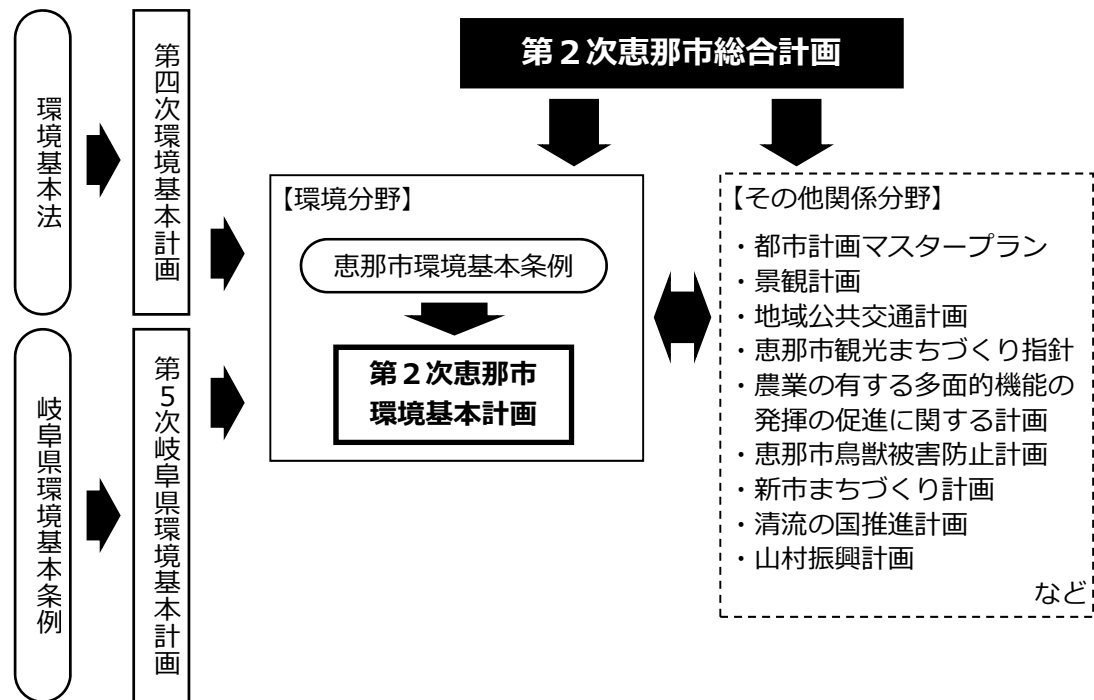 環境基本法
第四次環境基本計画
岐阜県環境基本条例
第5次岐阜県環境基本計画
第２次恵那市総合計画
【環境分野】
恵那市環境基本条例
第２次恵那市
環境基本計画
【その他関係分野】
・都市計画マスタープラン
・景観計画
・地域公共交通計画
・恵那市観光まちづくり指針
・農業の有する多面的機能の
発揮の促進に関する計画
・恵那市鳥獣被害防止計画
・新市まちづくり計画
・清流の国推進計画
・山村振興計画
など